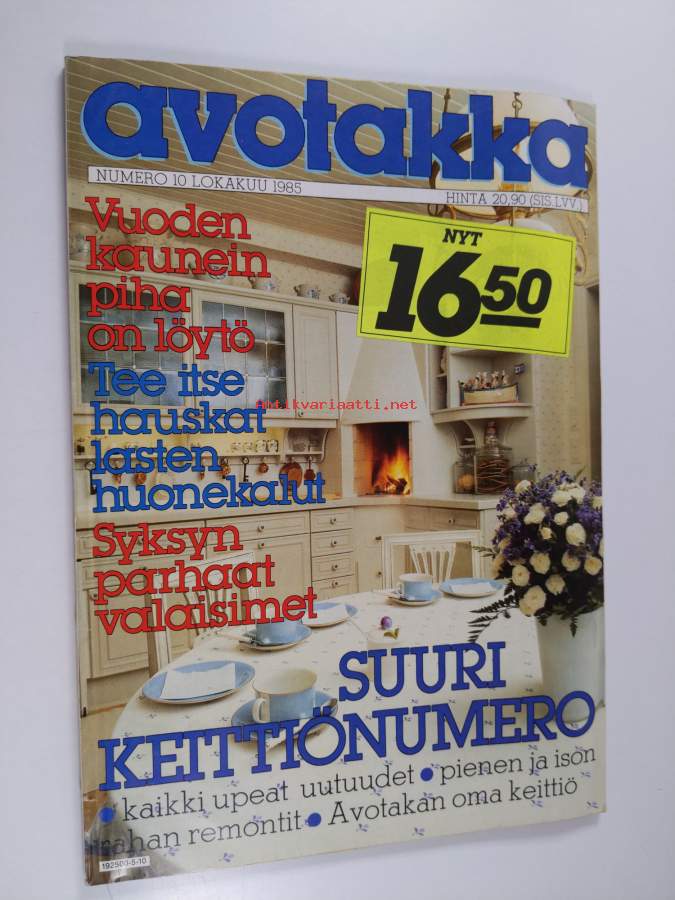 avotakka
NUMERO 10 LOKAKUU 1985
HINTA 20,90 (SIS.LVV.)
NYT
16 50
Vuoden
kaunein
piha
on löytö
Tee itse
hauskat
lasten
huonekalut
Antikvariaatti.net
Syksyn
parhaat
valaisimet
SUURI
KEITTIÖNUMERO
• kaikki upeat uutuudet • pienen ja ison
rahan remontit • Avotakan oma keittiö
192500-5-10